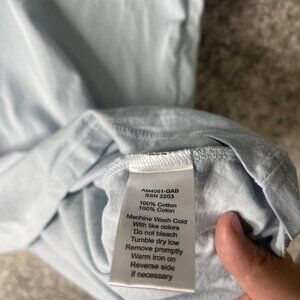 AM4081-GAB
SSN 2203
100% Cotton
100% Coton
Machine Wash Cold
With like colors
Do not bleach
Tumble dry low
Remove promptly
Warm iron on
Reverse side
if necessary